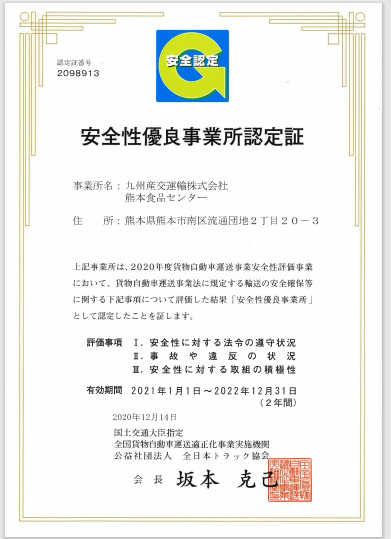 認定証番号
2098913
安全認定
G
安全性優良事業所認定証
事業所名：九州産交運輸株式会社
熊本食品センター
住　　所：熊本県熊本市南区流通団地２丁目２０－３
上記事業所は、2020年度貨物自動車運送事業安全性評価事業
において、貨物自動車運送事業法に規定する輸送の安全確保等
に関する下記事項について評価した結果「安全性優良事業所」
として認定したことを証します。
評価事項　Ⅰ．安全性に対する法令の遵守状況
Ⅱ．事故や違反の状況
Ⅲ．安全性に対する取組の積極性
有効期間　2021年1月1日～2022年12月31日
（２年間）
2020年12月14日
国土交通大臣指定
全国貨物自動車運送適正化事業実施機関
公益社団法人　全日本トラック協会
会　長　坂本　克己